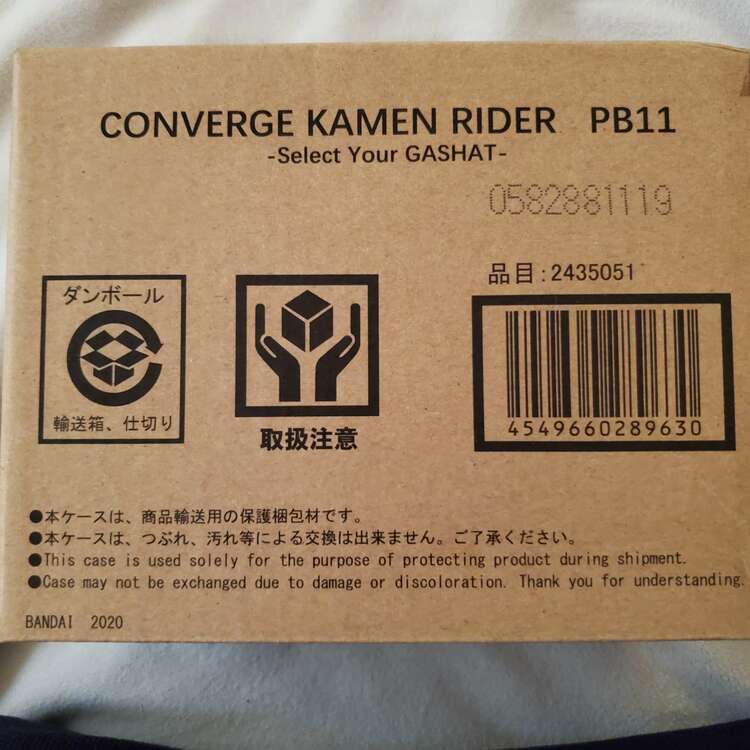 CONVERGE KAMEN RIDER PB11
-Select Your GASHAT-
0582881119
品目:2435051
ダンボール
輸送箱、仕切り
取扱注意
4549660289630
●本ケースは、商品輸送用の保護梱包材です。
●本ケースは、つぶれ、汚れ等による交換は出来ません。ご了承ください。
●This case is used solely for the purpose of protecting product during shipment.
●Case may not be exchanged due to damage or discoloration. Thank you for understanding.
BANDAI 2020